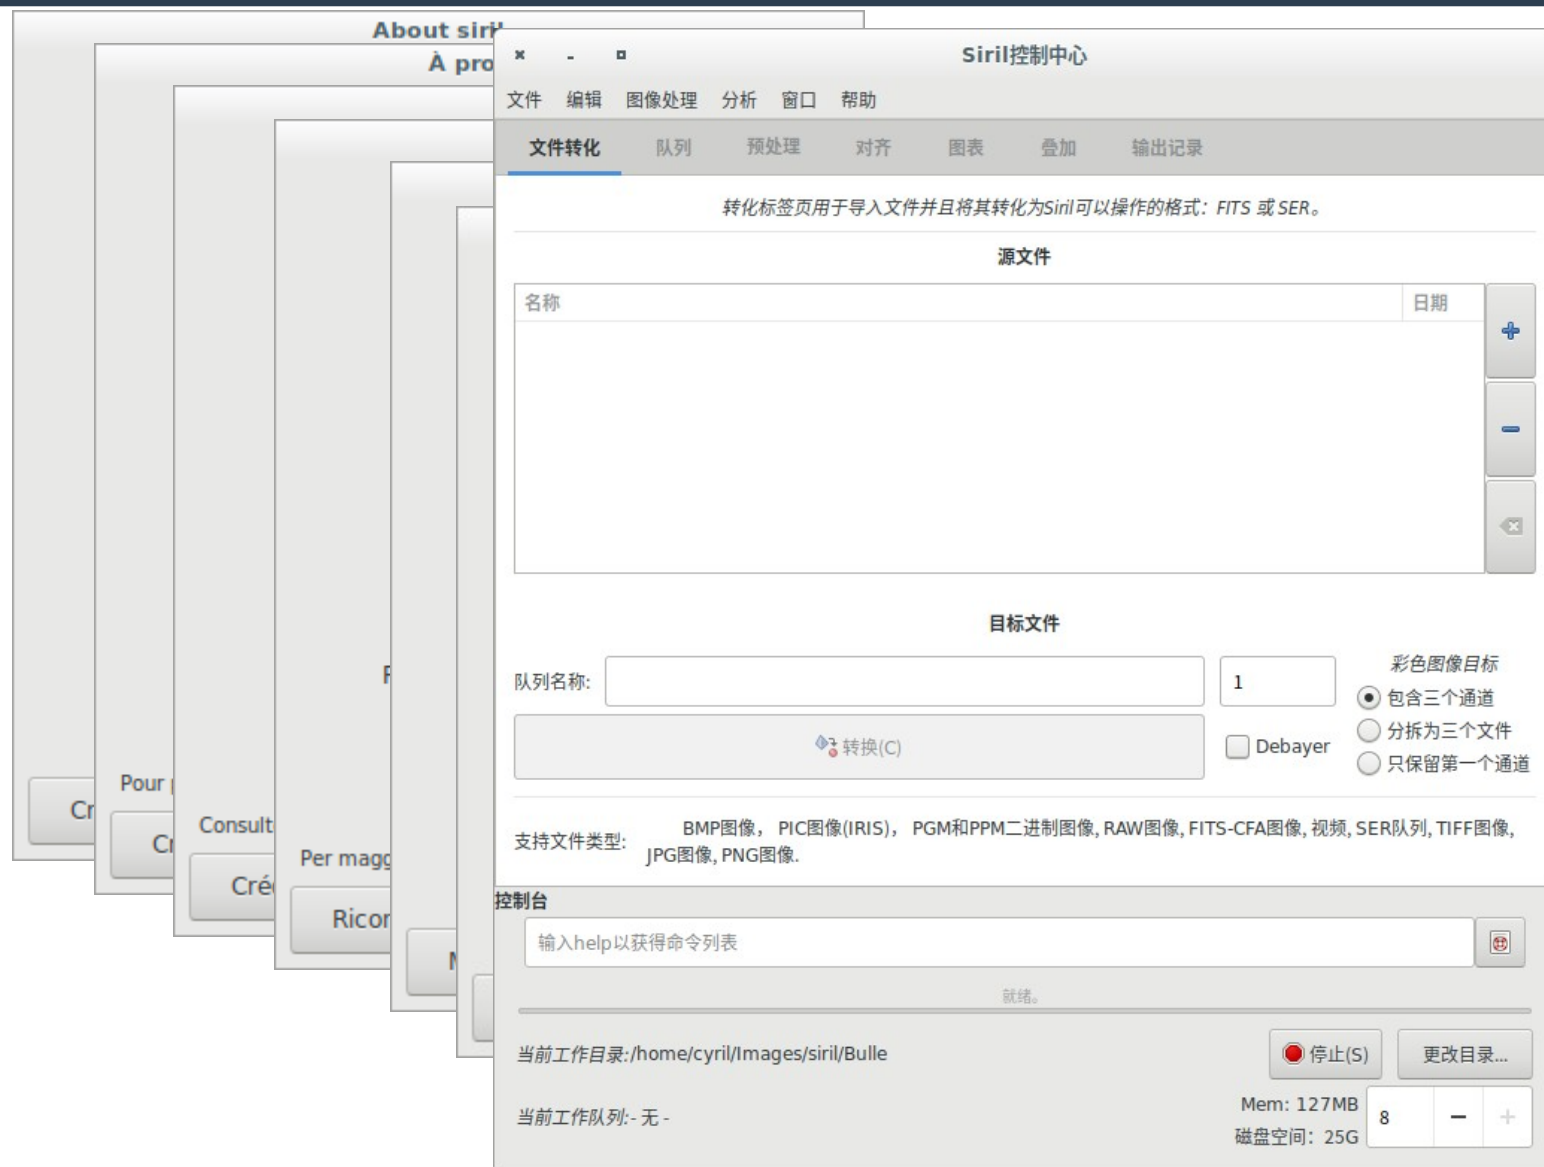 About siril
À pro
Siril控制中心
文件 编辑 图像处理 分析 窗口 帮助
文件转化 队列 预处理 对齐 图表 叠加 输出记录
转化标签页用于导入文件并且将其转化为Siril可以操作的格式：FITS 或 SER。
源文件
名称 日期
目标文件
队列名称:
1
彩色图像目标
包含三个通道
分拆为三个文件
只保留第一个通道
转换(C)
Debayer
支持文件类型:
BMP图像， PIC图像(IRIS)， PGM和PPM二进制图像, RAW图像, FITS-CFA图像, 视频, SER队列, TIFF图像,
JPG图像, PNG图像.
控制台
输入help以获得命令列表
就绪。
当前工作目录:/home/cyril/Images/siril/Bulle
停止(S)
更改目录...
当前工作队列:- 无 -
Mem: 127MB
磁盘空间：25G
8
Cr
Pour
Cr
Consult
Cré
Per magg
Ricor